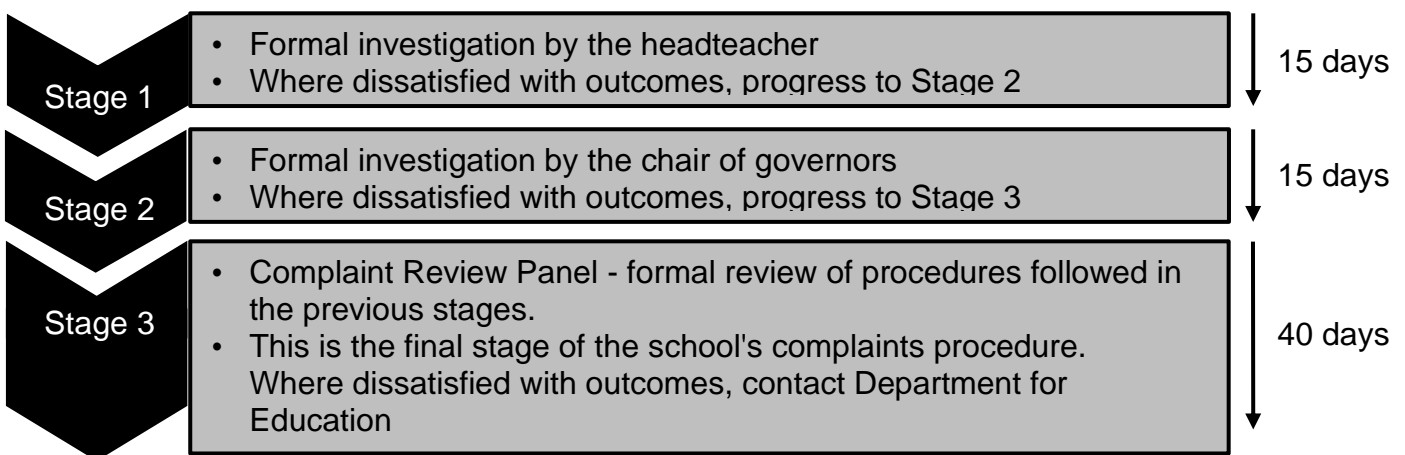 Stage 1
• Formal investigation by the headteacher
• Where dissatisfied with outcomes, progress to Stage 2
15 days
Stage 2
• Formal investigation by the chair of governors
• Where dissatisfied with outcomes, progress to Stage 3
15 days
Stage 3
• Complaint Review Panel - formal review of procedures followed in
the previous stages.
• This is the final stage of the school's complaints procedure.
Where dissatisfied with outcomes, contact Department for
Education
40 days